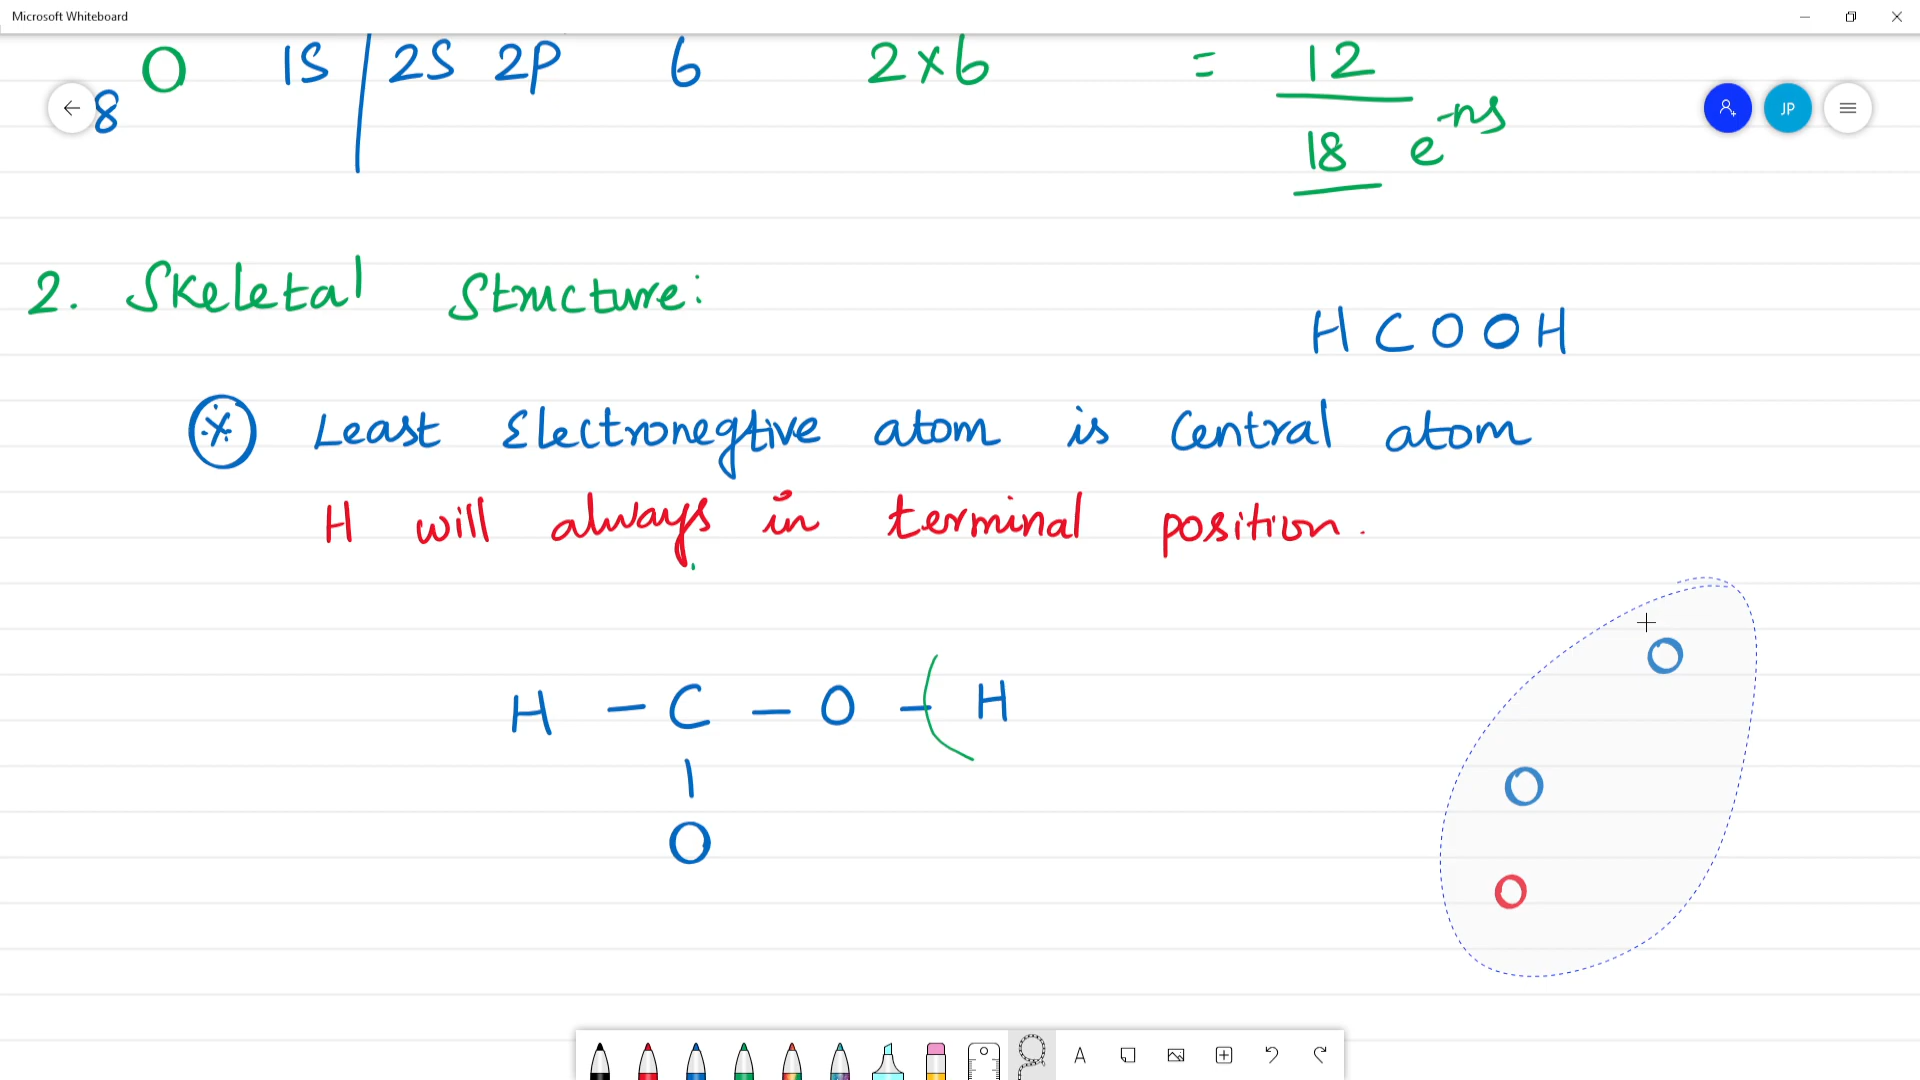 Microsoft Whiteboard
8 O 1S 2S 2P 6 2×6 = 12
JP
18 e-ns
2. Skeletal Structure:
HCOOH
* Least Electronegtive atom is Central atom
H will always in terminal position.
O
H - C - O - ( H
|
O
O
O
A